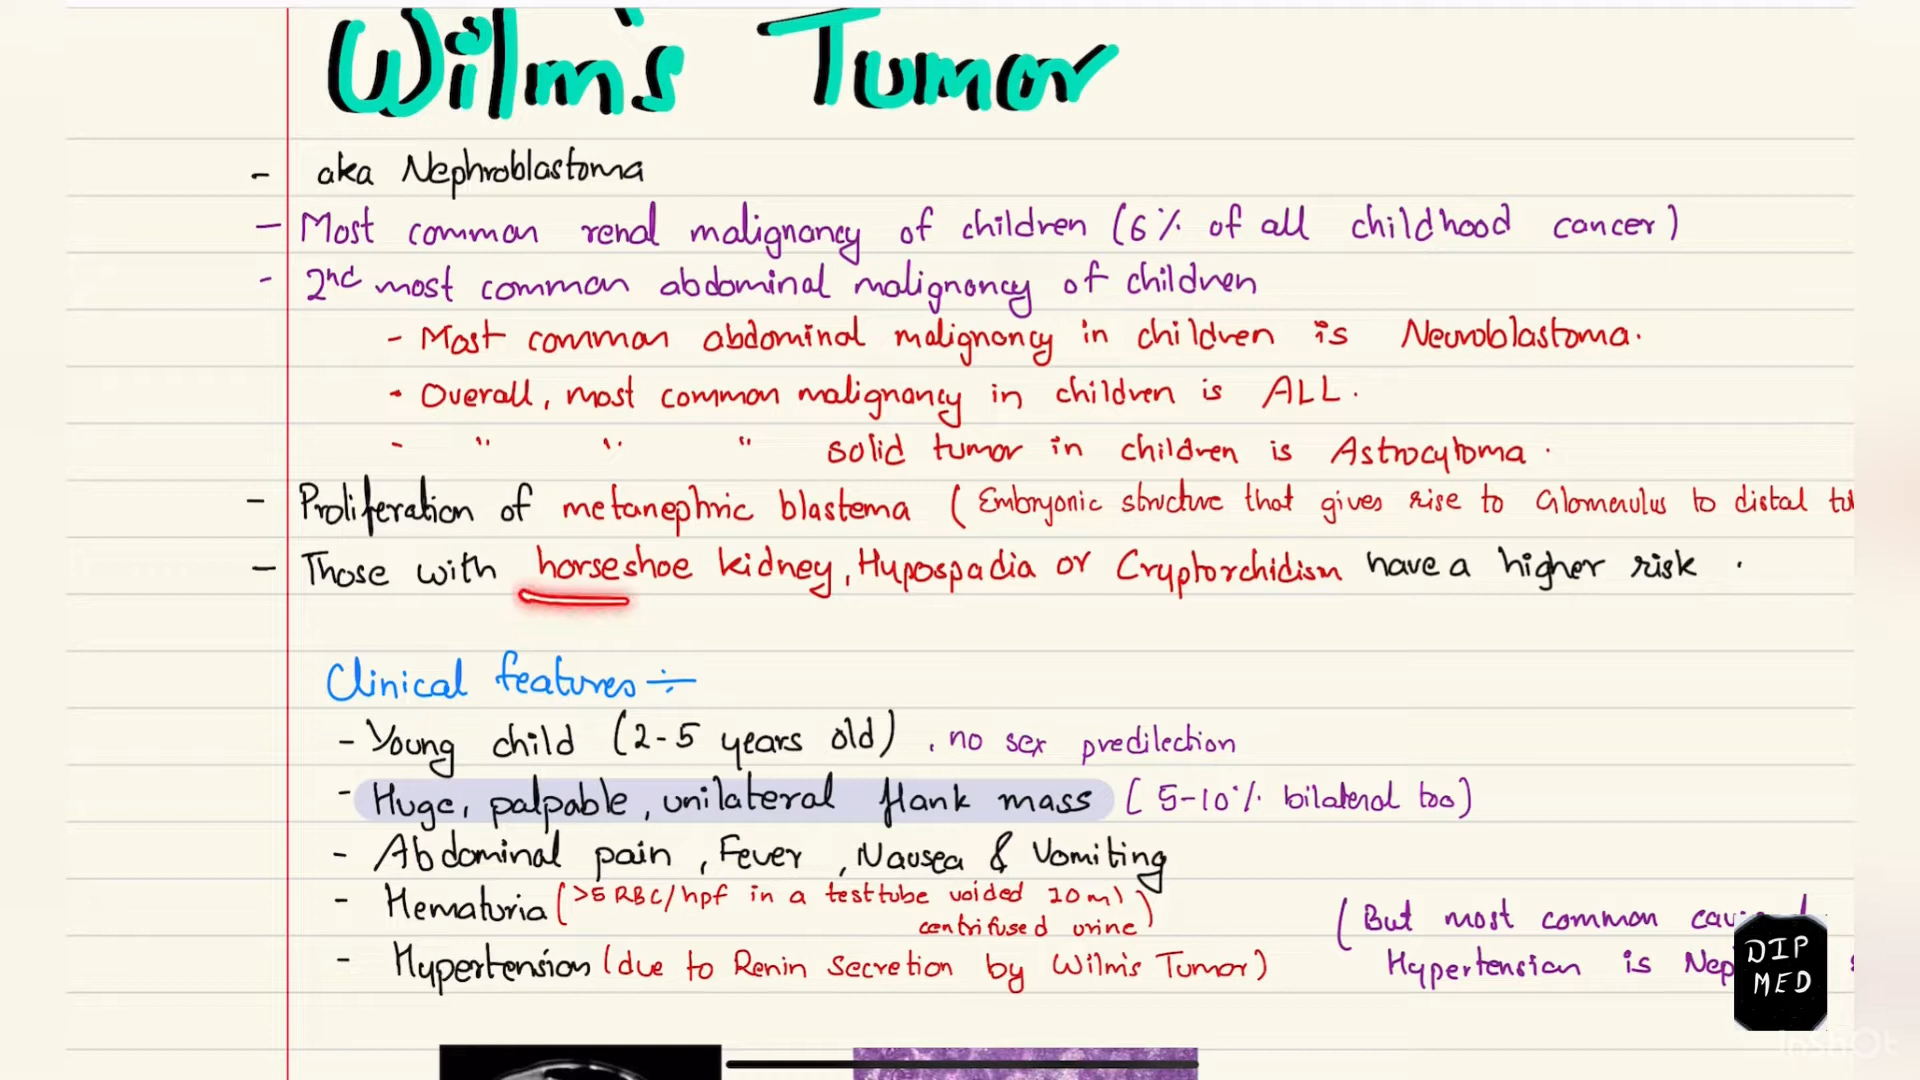 Wilm's Tumor
- aka Nephroblastoma
- Most common renal malignancy of children (6% of all childhood cancer)
- 2nd most common abdominal malignancy of children
- Most common abdominal malignancy in children is Neuroblastoma.
- Overall, most common malignancy in children is ALL.
- " " " solid tumor in children is Astrocytoma.
- Proliferation of metanephric blastema (Embryonic structure that gives rise to Glomerulus to distal
- Those with horseshoe kidney, Hypospadia or Cryptorchidism have a higher risk.
Clinical features÷
- Young child (2-5 years old), no sex predilection
- Huge, palpable, unilateral flank mass (5-10% bilateral too)
- Abdominal pain, Fever, Nausea & Vomiting
- Hematuria (>5 RBC/hpf in a test tube voided 10ml
centrifused urine)
- Hypertension (due to Renin secretion by Wilm's Tumor)
(But most common
Hypertension is
DIP
MED
InShOt